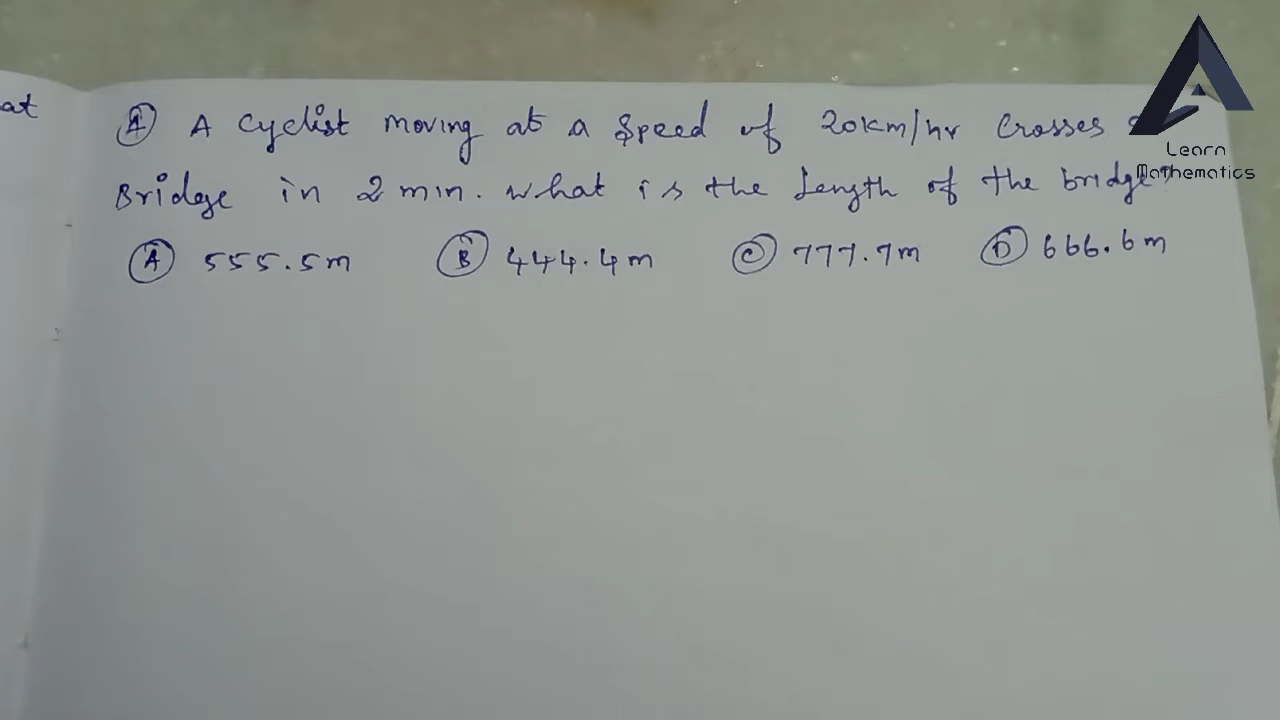 at
④ A Cyclist moving at a speed of 20km/hr Crosses
Bridge in 2 min. what is the Length of the bridge?
Ⓐ 555.5m Ⓑ 444.4m Ⓒ 777.7m Ⓓ 666.6m
Learn
Mathematics